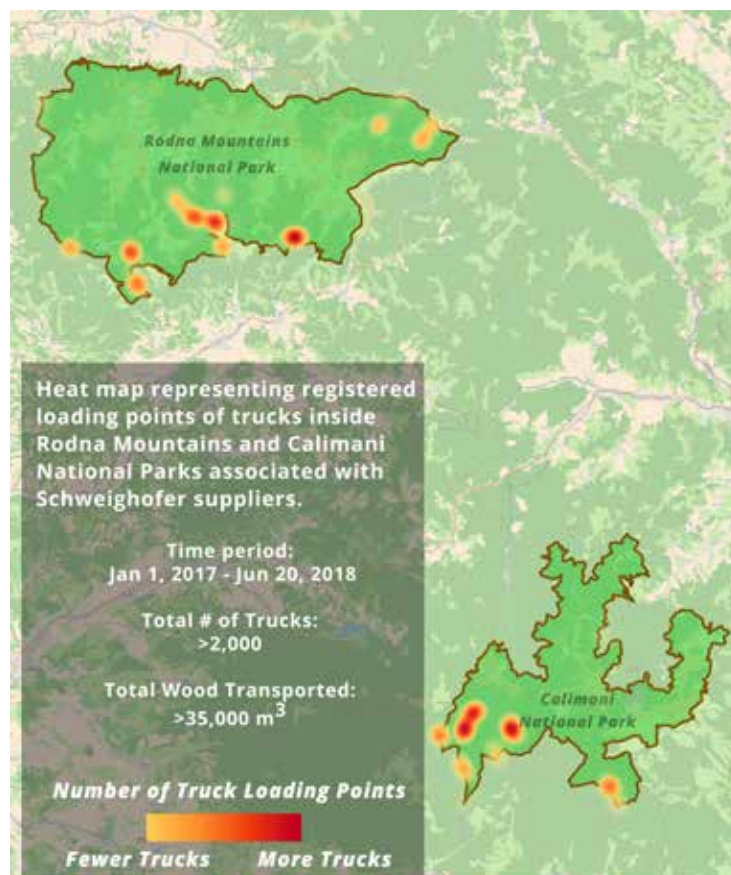 Rodna Mountains
National Park
Heat map representing registered
loading points of trucks inside
Rodna Mountains and Calimani
National Parks associated with
Schweighofer suppliers.
Time period:
Jan 1, 2017 - Jun 20, 2018
Total # of Trucks:
>2,000
Total Wood Transported:
>35,000 m³
Calimani
National Park
Number of Truck Loading Points
Fewer Trucks More Trucks